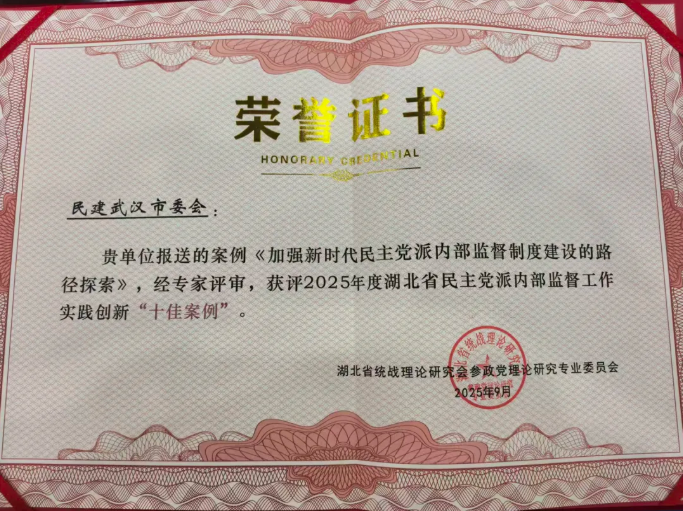 荣誉证书
HONORARY CREDENTIAL
民建武汉市委会：
贵单位报送的案例《加强新时代民主党派内部监督制度建设的路
径探索》，经专家评审，获评2025年度湖北省民主党派内部监督工作
实践创新“十佳案例”。
湖北省统战理论研究会参政党理论研究专业委员会
2025年9月